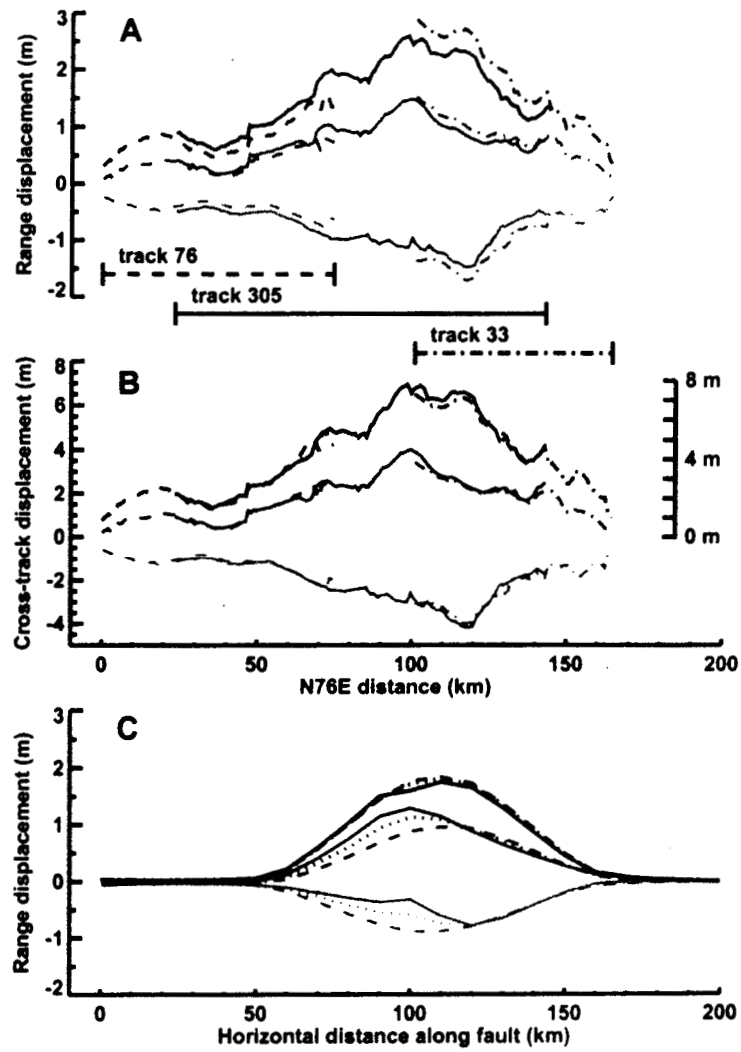 A
Range displacement (m)
3
2
1
0
-1
-2
track 76
track 305
track 33
B
Cross-track displacement (m)
8
6
4
2
0
-2
-4
8 m
4 m
0 m
0
50
100
150
200
N76E distance (km)
C
Range displacement (m)
3
2
1
0
-1
-2
0
50
100
150
200
Horizontal distance along fault (km)